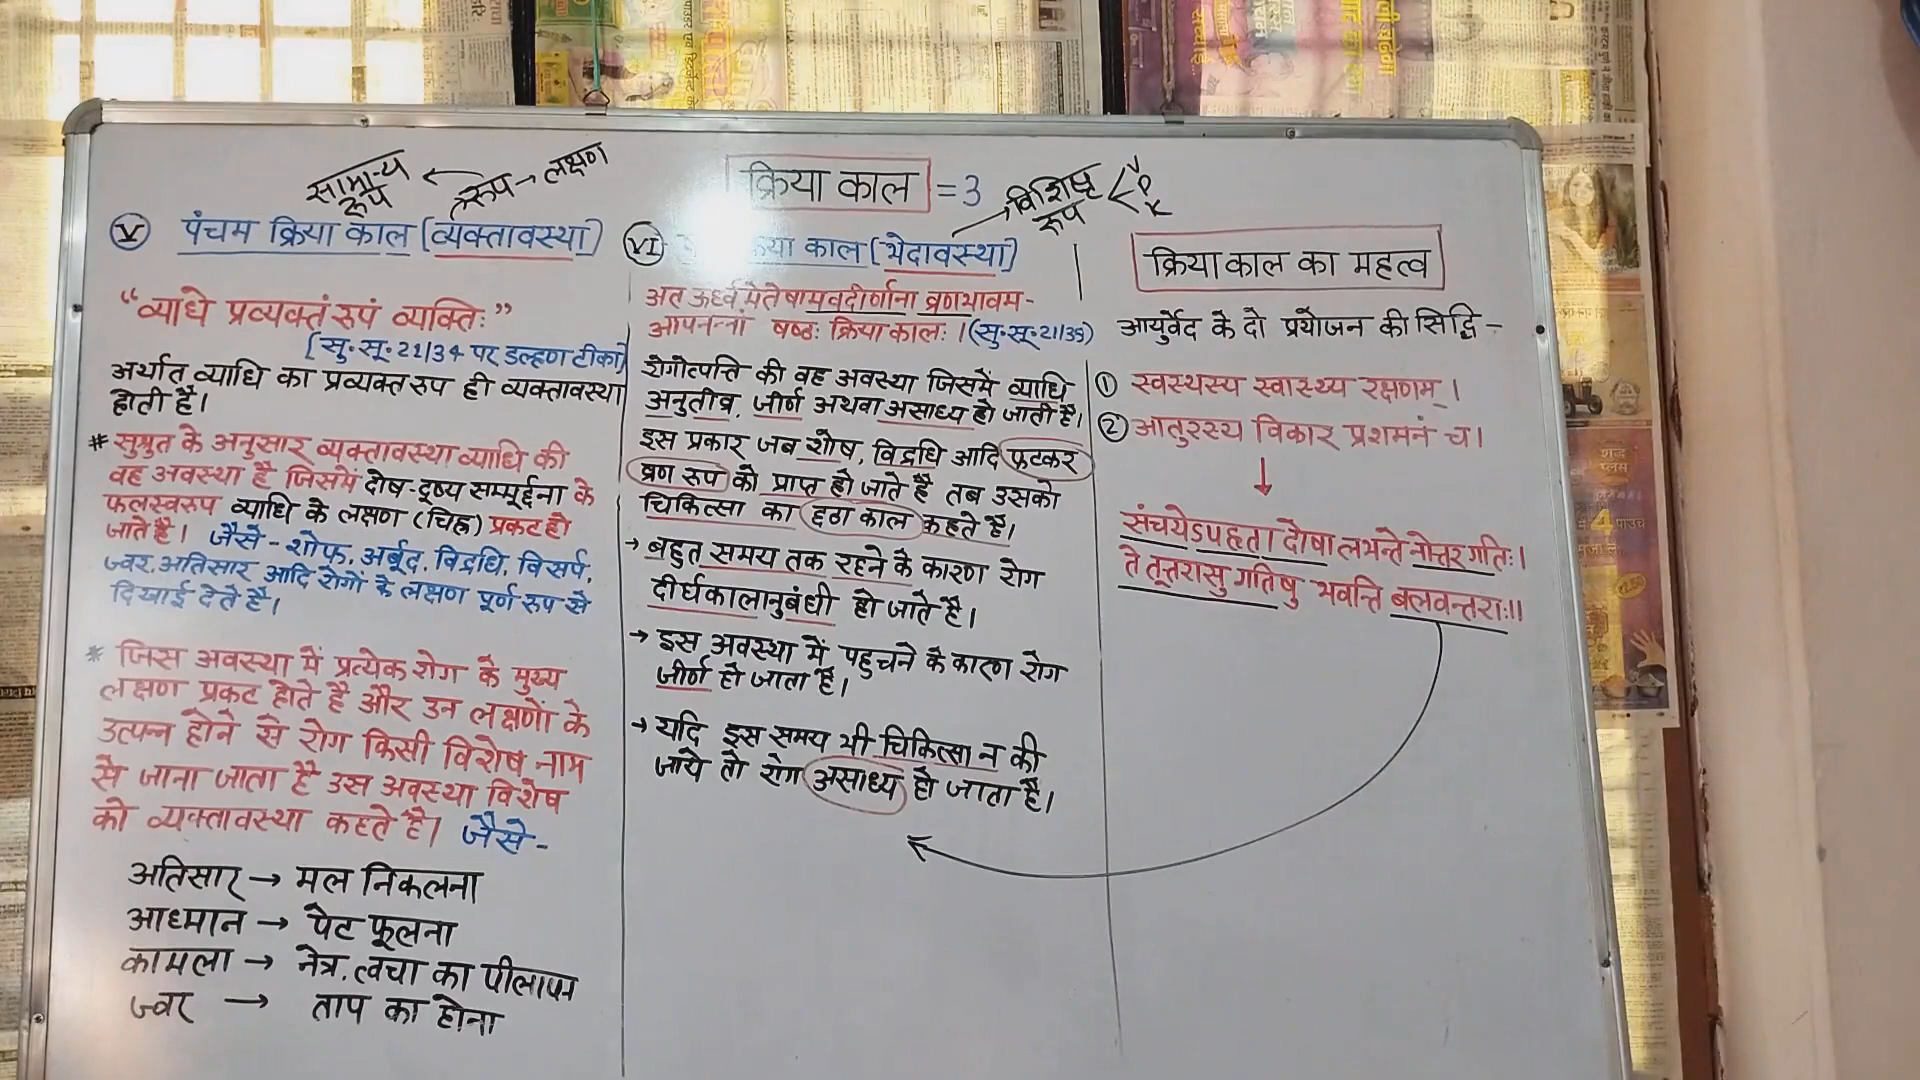 क्रिया काल = 3
सामान्य रूप ← रूप → लक्षण
Ⅴ पंचम क्रिया काल (व्यक्तावस्था)
“व्याधे प्रव्यक्तं रुपं व्यक्तिः”
(सु.सू. 21/34 पर डल्हण टीका)
अर्थात व्याधि का प्रव्यक्त रूप ही व्यक्तावस्था
होती है।
* सुश्रुत के अनुसार व्यक्तावस्था व्याधि की
वह अवस्था है जिसमें दोष-दूष्य सम्मूर्छना के
फलस्वरुप व्याधि के लक्षण (चिह्न) प्रकट हो
जाते है। जैसे - शोफ, अर्बूद, विद्रधि, विसर्प,
ज्वर, अतिसार आदि रोगों के लक्षण पूर्ण रुप से
दिखाई देते है।
* जिस अवस्था में प्रत्येक रोग के मुख्य
लक्षण प्रकट होते है और उन लक्षणों के
उत्पन्न होने से रोग किसी विशेष नाम
से जाना जाता है उस अवस्था विशेष
को व्यक्तावस्था कहते है। जैसे -
अतिसार → मल निकलना
आध्मान → पेट फूलना
कामला → नेत्र, त्वचा का पीलापन
ज्वर → ताप का होना
→ विशिष्ट रूप < V P K
Ⅵ क्रिया काल (भेदावस्था)
अत ऊर्ध्वमेतेषामवदीर्णाना व्रणभावम-
आपनन्नां षष्ठः क्रिया कालः। (सु.सू. 21/35)
रोगोत्पत्ति की वह अवस्था जिसमें व्याधि
अनुतीव्र, जीर्ण अथवा असाध्य हो जाती है।
इस प्रकार जब शोष, विद्रधि आदि फटकर
व्रण रूप को प्राप्त हो जाते है तब उसको
चिकित्सा का छठा काल कहते है।
→ बहुत समय तक रहने के कारण रोग
दीर्घकालानुबंधी हो जाते है।
→ इस अवस्था में पहुचने के कारण रोग
जीर्ण हो जाता है।
→ यदि इस समय भी चिकित्सा न की
जाये तो रोग असाध्य हो जाता है।
क्रिया काल का महत्व
आयुर्वेद के दो प्रयोजन की सिद्धि -
① स्वस्थस्य स्वास्थ्य रक्षणम्।
② आतुरस्य विकार प्रशमनं च।
↓
संचयेऽपहृता दोषा लभन्ते नोत्तर गतिः।
ते तूत्तरासु गतिषु भवन्ति बलवन्तराः॥